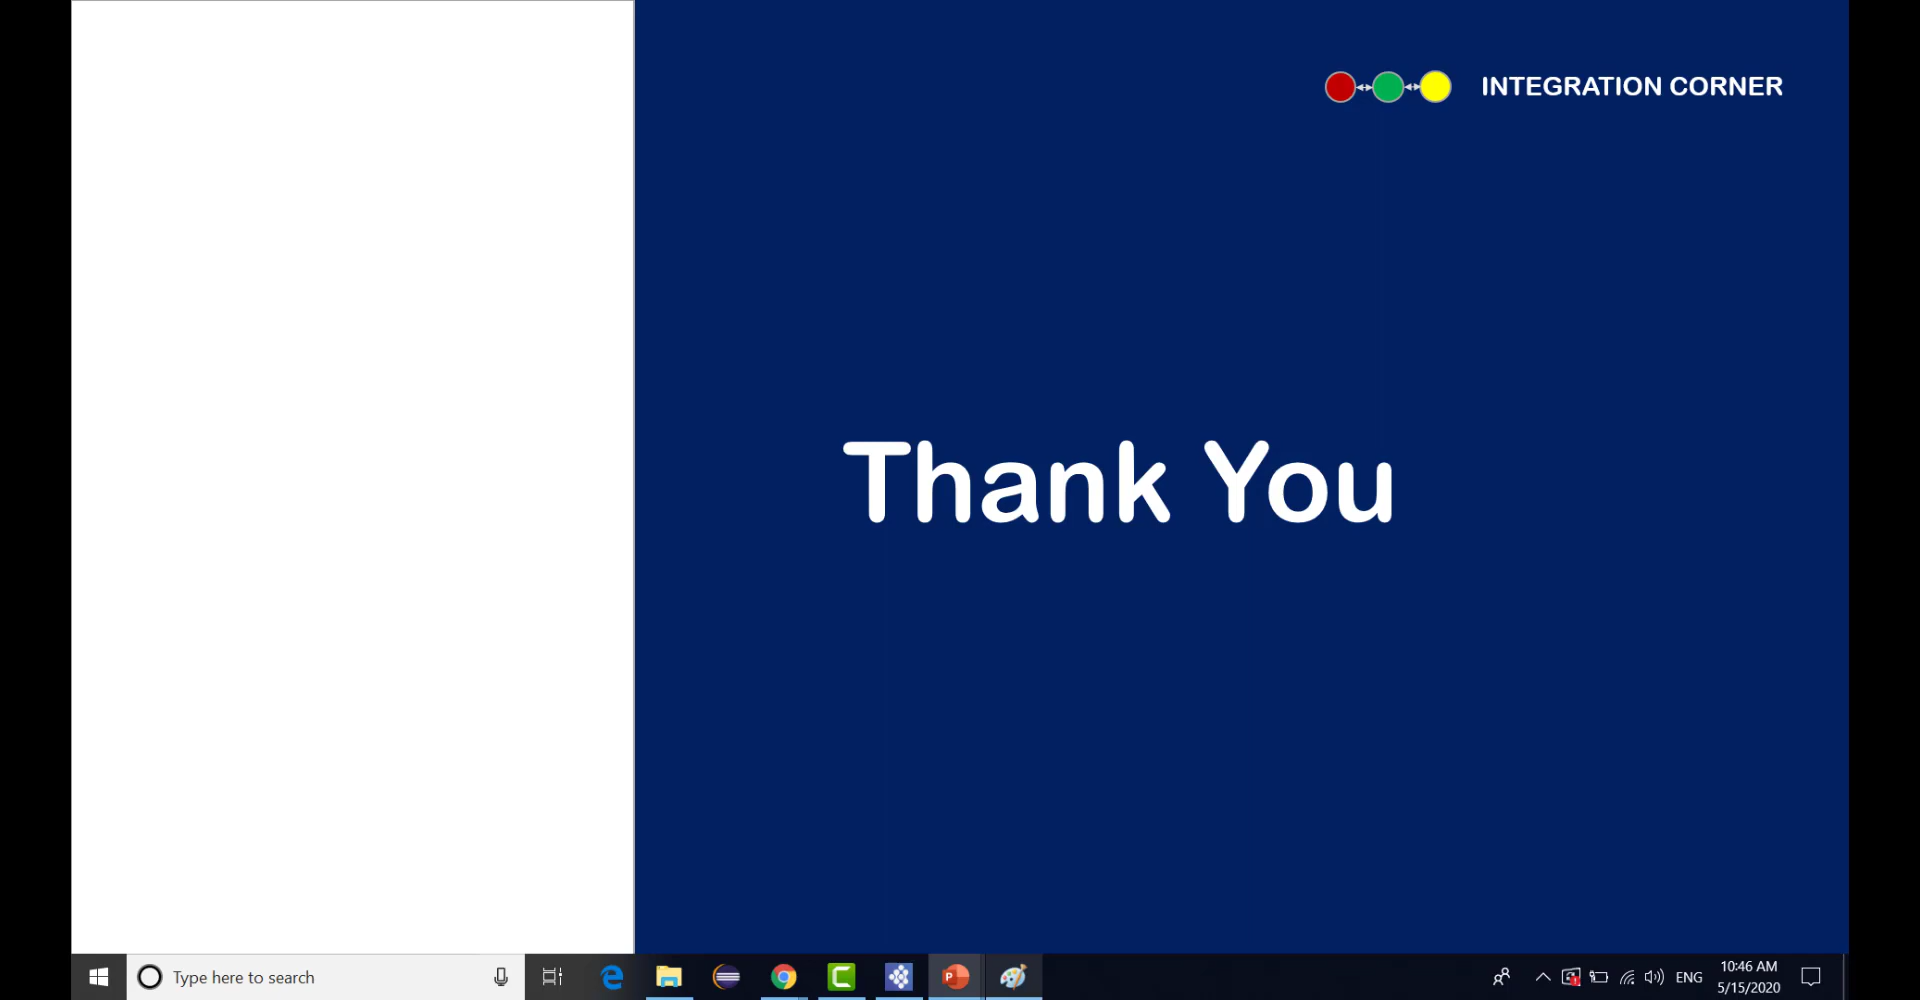 INTEGRATION CORNER
Thank You
Type here to search
ENG
10:46 AM
5/15/2020